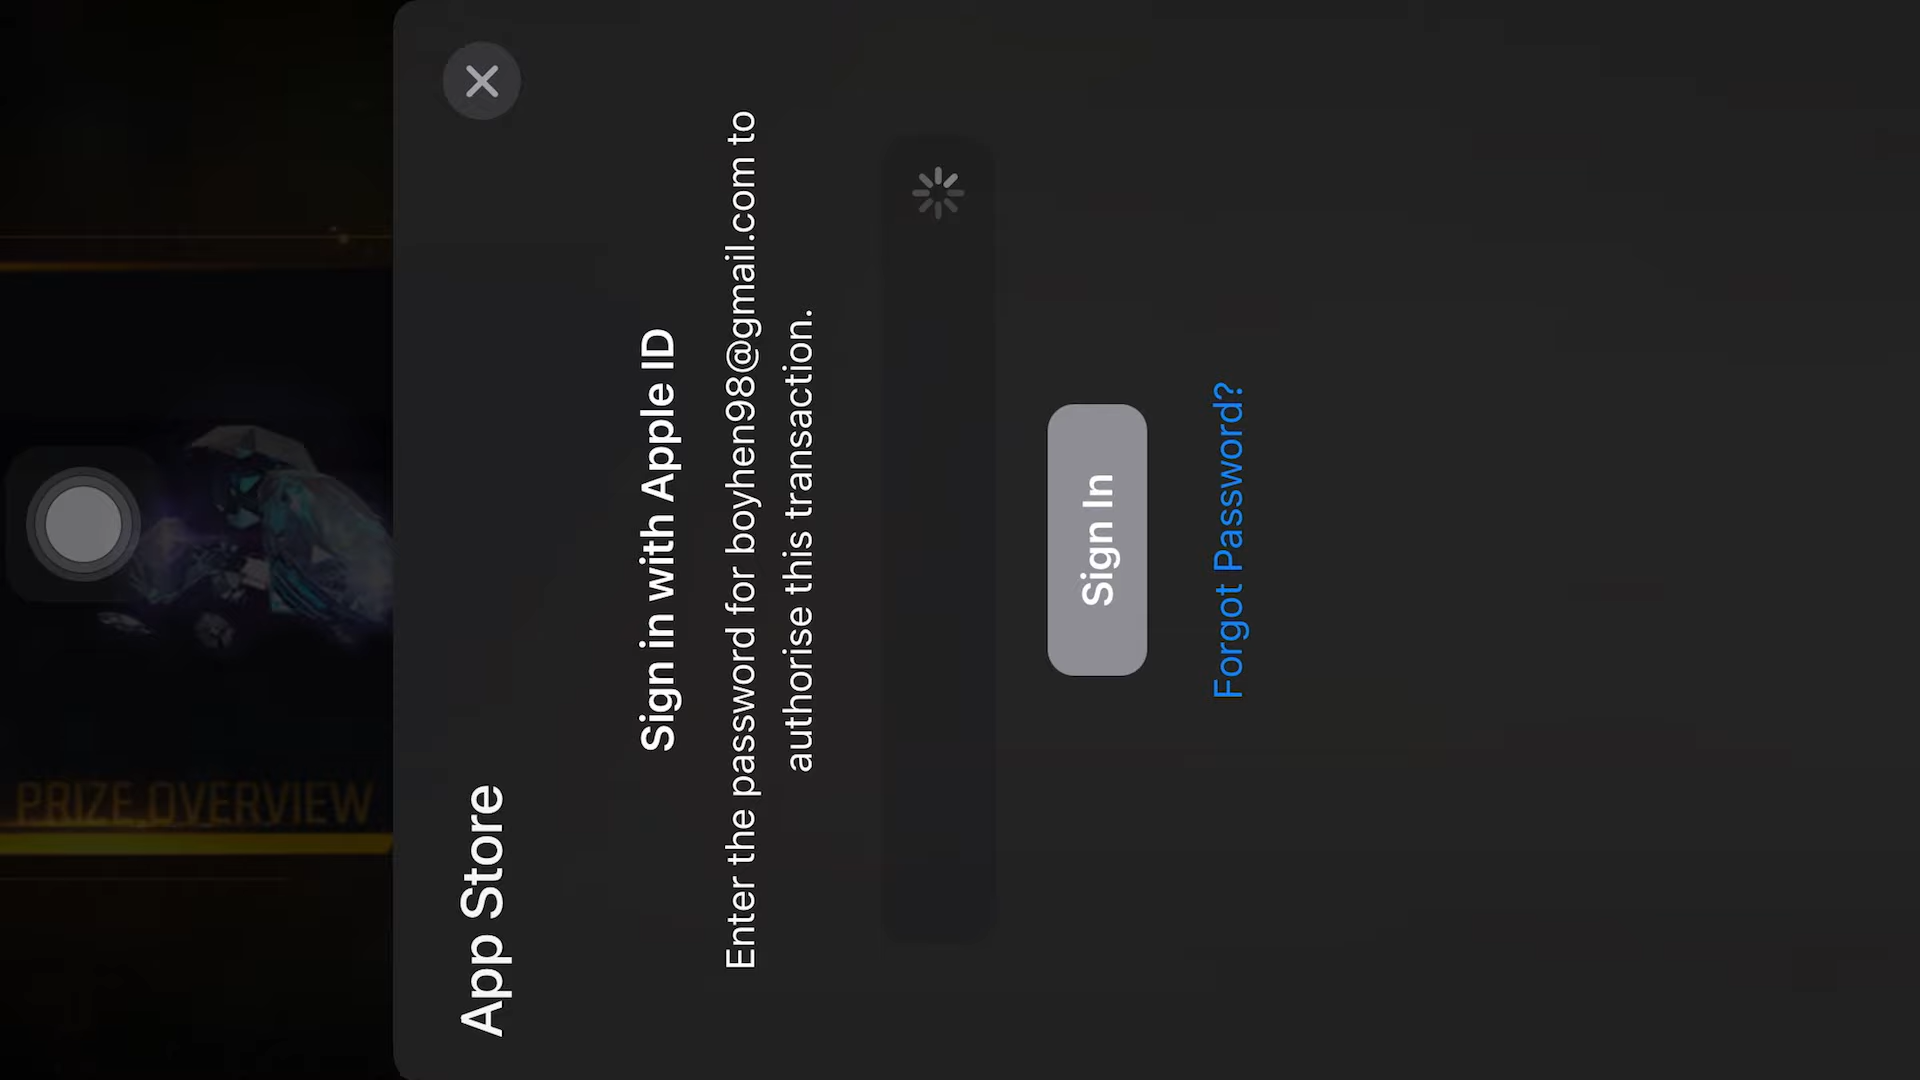 PRIZE OVERVIEW
App Store
Sign in with Apple ID
Enter the password for boyhen98@gmail.com to
authorise this transaction.
Sign In
Forgot Password?